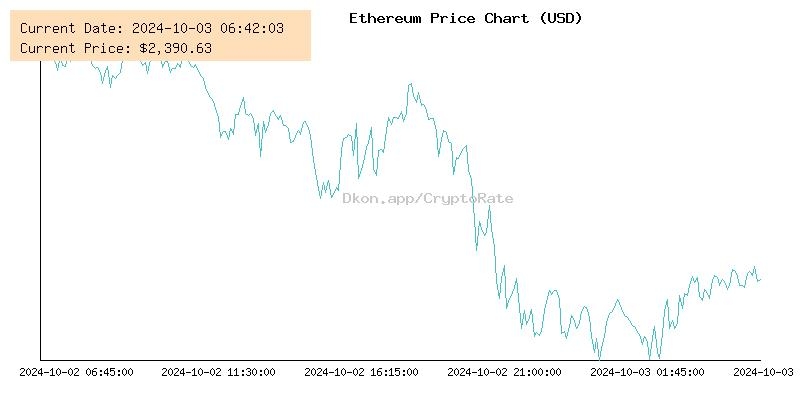 Ethereum Price Chart (USD)
Current Date: 2024-10-03 06:42:03
Current Price: $2,390.63
Dkon.app/CryptoRate
2024-10-02 06:45:00 2024-10-02 11:30:00 2024-10-02 16:15:00 2024-10-02 21:00:00 2024-10-03 01:45:00 2024-10-03